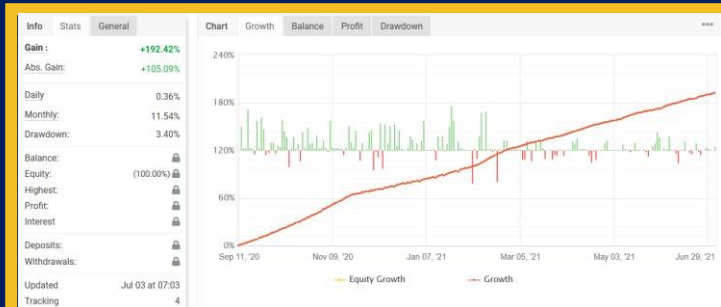 Info Stats General
Gain : +192.42%
Abs. Gain: +105.09%
Daily 0.36%
Monthly: 11.54%
Drawdown: 3.40%
Balance:
Equity: (100.00%)
Highest:
Profit:
Interest
Deposits:
Withdrawals:
Updated Jul 03 at 07:03
Tracking 4
Chart Growth Balance Profit Drawdown
240%
180%
120%
60%
0%
Sep 11, '20 Nov 09, '20 Jan 07, '21 Mar 05, '21 May 03, '21 Jun 29, '21
Equity Growth Growth